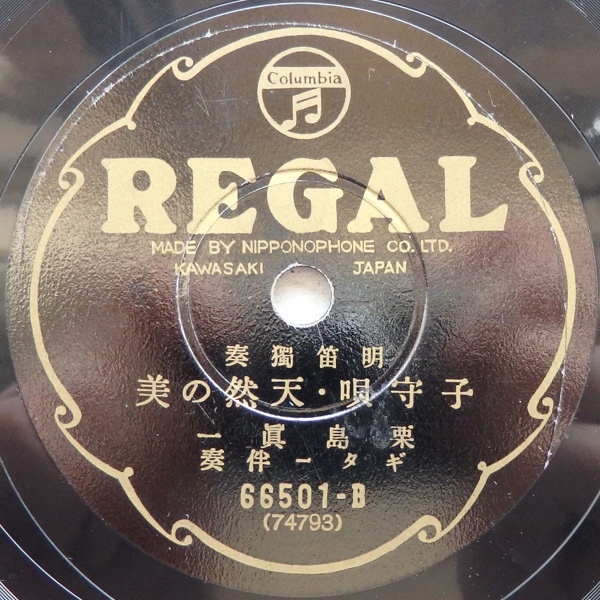 Columbia
REGAL
MADE BY NIPPONOPHONE CO. LTD.
KAWASAKI JAPAN
明笛獨奏
子守唄・天然の美
栗島眞一
ギター伴奏
66501-B
(74793)